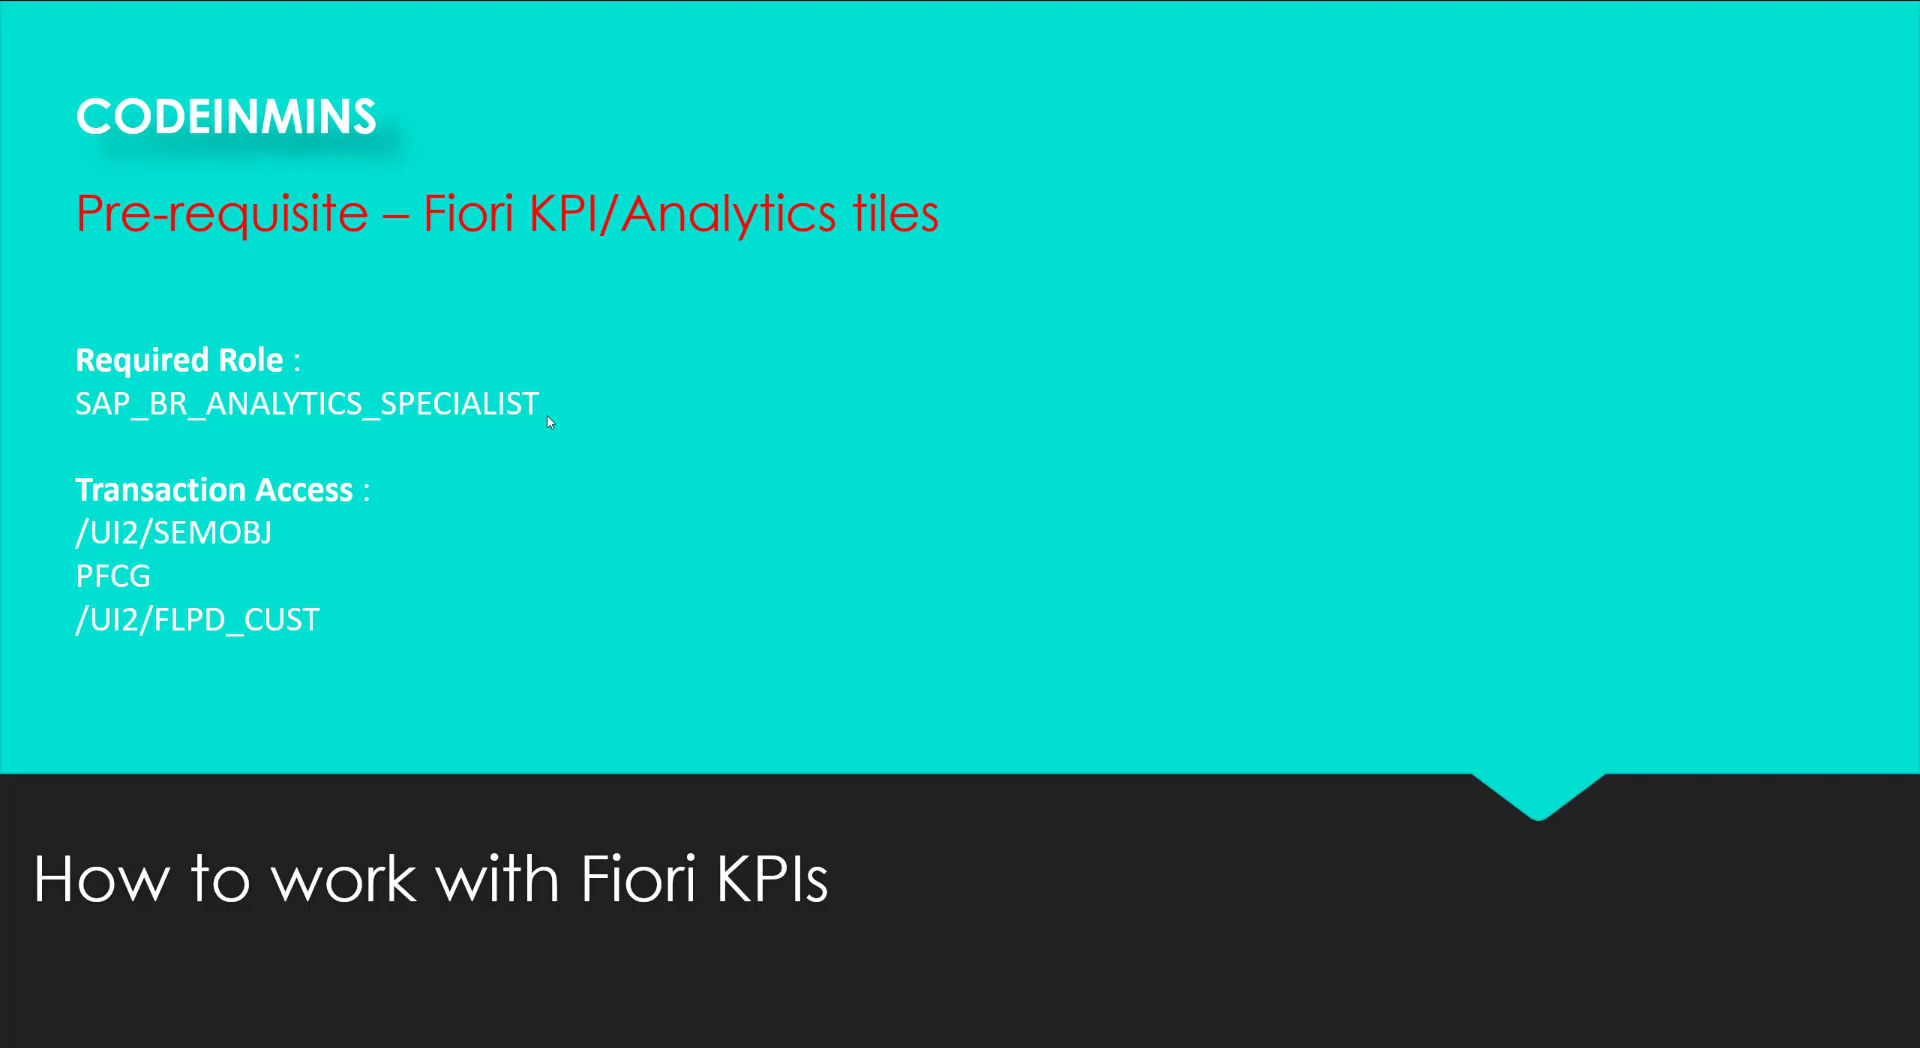 CODEINMINS
Pre-requisite – Fiori KPI/Analytics tiles
Required Role :
SAP_BR_ANALYTICS_SPECIALIST
Transaction Access :
/UI2/SEMOBJ
PFCG
/UI2/FLPD_CUST
How to work with Fiori KPIs